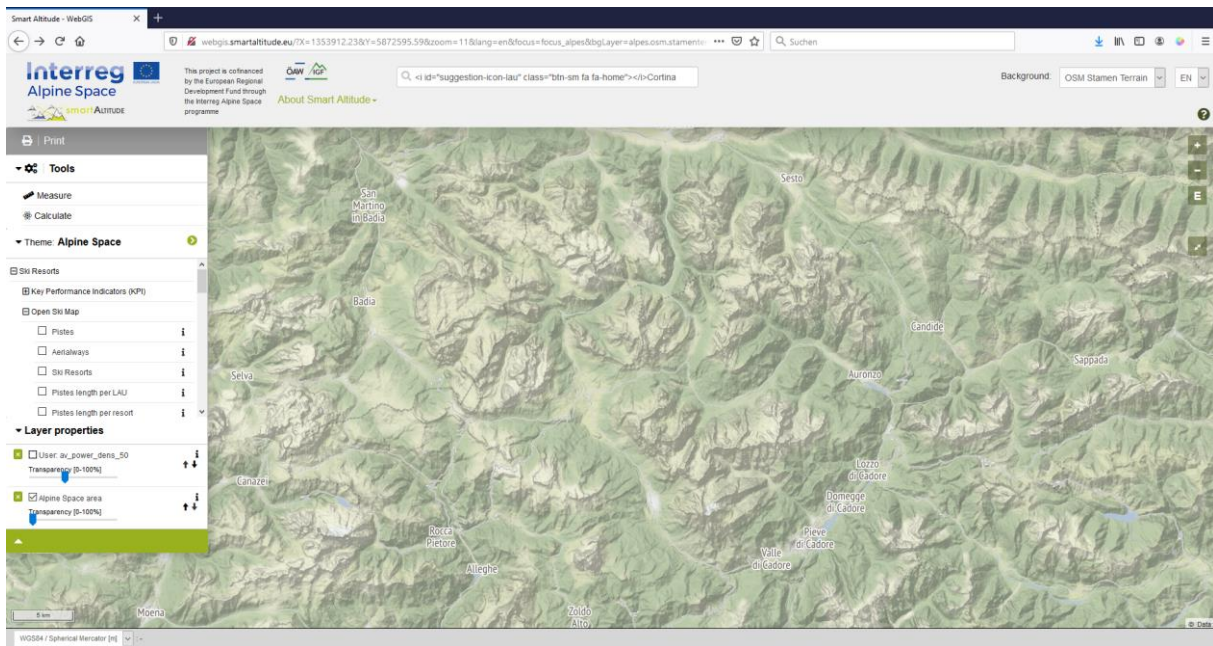 Smart Altitude - WebGIS
webgis.smartaltitude.eu/?X=1353912.23&Y=5872595.59&zoom=11&lang=en&focus=focus_alpes&bgLayer=alpes.osm.stamente
Suchen
Interreg
Alpine Space
smartALTITUDE
EUROPEAN UNION
This project is cofinanced
by the European Regional
Development Fund through
the Interreg Alpine Space
programme
ÖAW IGF
About Smart Altitude
<i id="suggestion-icon-lau" class="btn-sm fa fa-home"></i>Cortina
Background: OSM Stamen Terrain
EN
Print
Tools
Measure
Calculate
Theme: Alpine Space
Ski Resorts
Key Performance Indicators (KPI)
Open Ski Map
Pistes
Aerialways
Ski Resorts
Pistes length per LAU
Pistes length per resort
Layer properties
User: av_power_dens_50
Transparency [0-100%]
Alpine Space area
Transparency [0-100%]
E
Sesto
San
Martino
in Badia
Badia
Candide
Sappada
Auronzo
Selva
Lozzo
di Cadore
Canazei
Domegge
di Cadore
Rocca
Pietore
Pieve
di Cadore
Valle
di Cadore
Alleghe
Moena
Zoldo
Alto
5 km
© Data
WGS84 / Spherical Mercator [m]